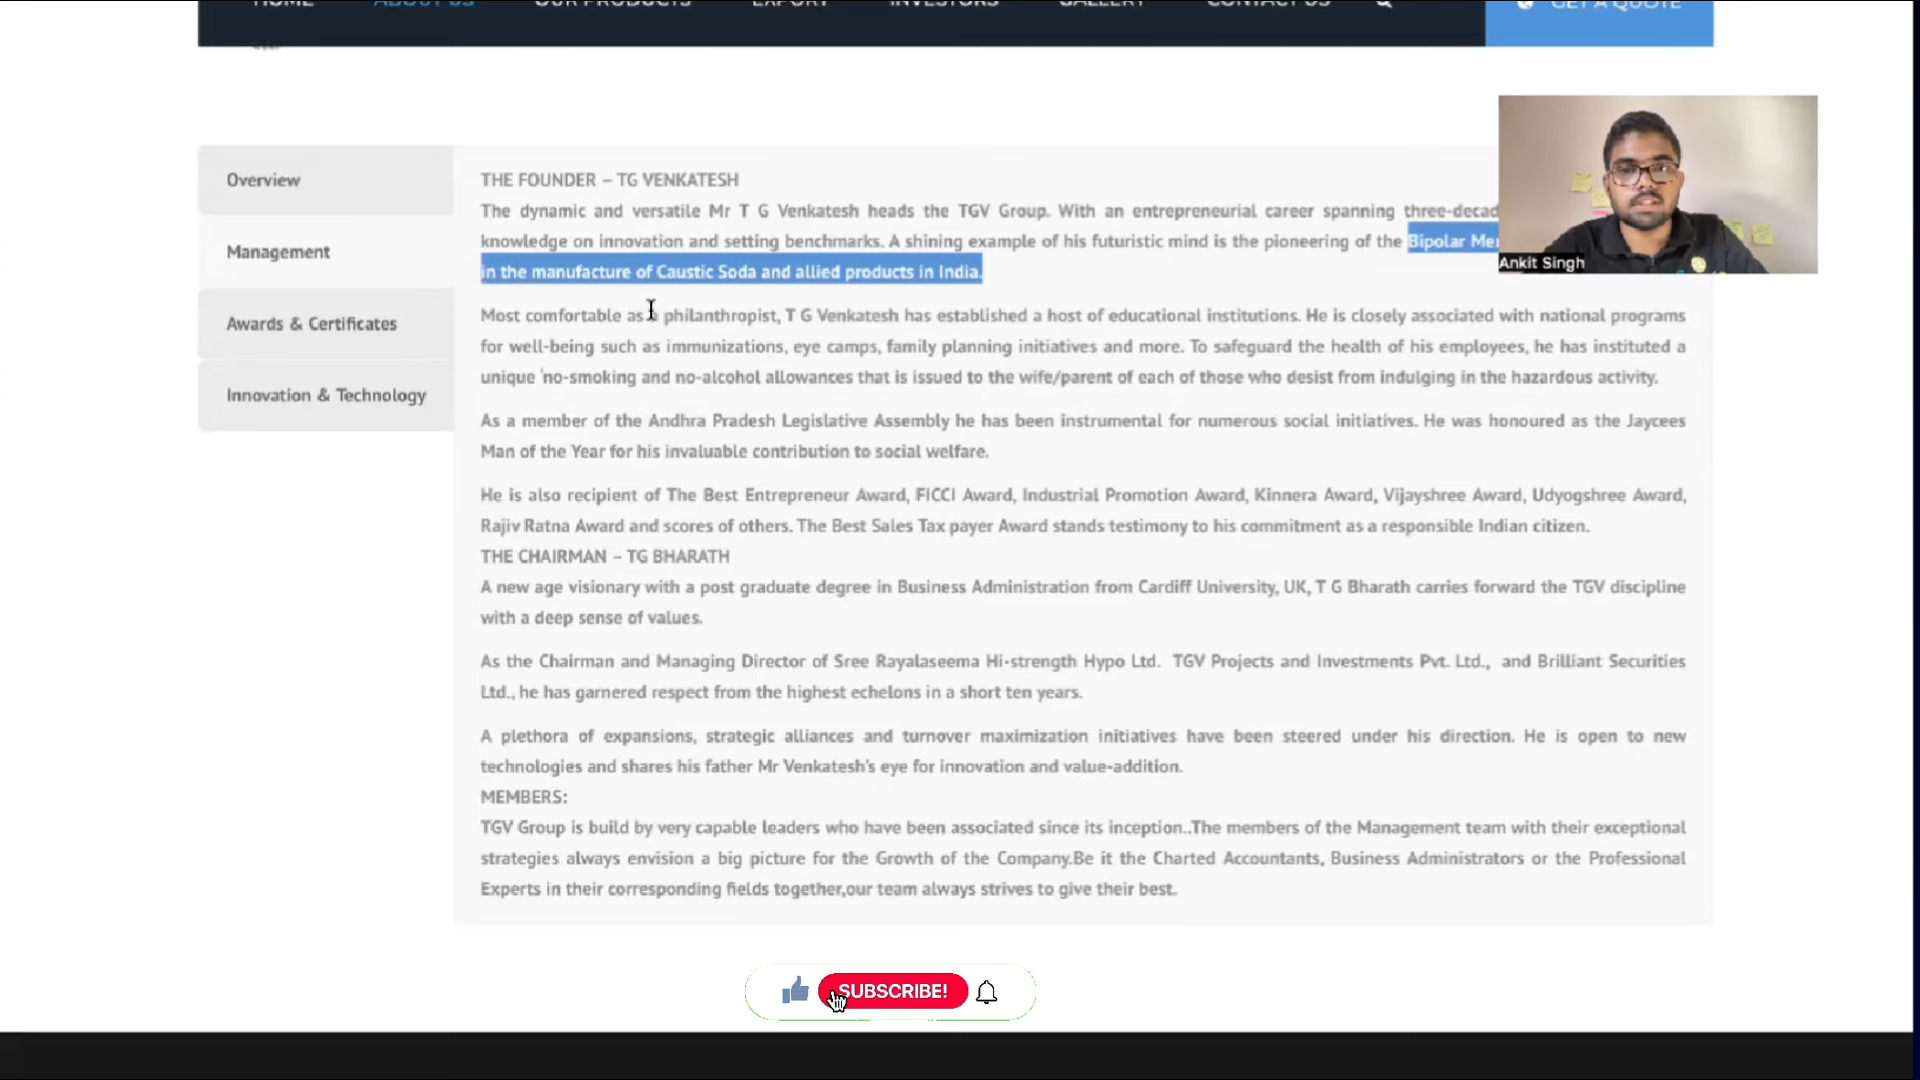 HOME ABOUT US OUR PRODUCTS EXPORT INVESTORS GALLERY CONTACT US GET A QUOTE
Ankit Singh
Overview
Management
Awards & Certificates
Innovation & Technology
THE FOUNDER – TG VENKATESH
The dynamic and versatile Mr T G Venkatesh heads the TGV Group. With an entrepreneurial career spanning
knowledge on innovation and setting benchmarks. A shining example of his futuristic mind is the pioneering of the Bipolar
in the manufacture of Caustic Soda and allied products in India.
Most comfortable as philanthropist, T G Venkatesh has established a host of educational institutions. He is closely associated with national programs
for well-being such as immunizations, eye camps, family planning initiatives and more. To safeguard the health of his employees, he has instituted a
unique 'no-smoking and no-alcohol allowances that is issued to the wife/parent of each of those who desist from indulging in the hazardous activity.
As a member of the Andhra Pradesh Legislative Assembly he has been instrumental for numerous social initiatives. He was honoured as the Jaycees
Man of the Year for his invaluable contribution to social welfare.
He is also recipient of The Best Entrepreneur Award, FICCI Award, Industrial Promotion Award, Kinnera Award, Vijayshree Award, Udyogshree Award,
Rajiv Ratna Award and scores of others. The Best Sales Tax payer Award stands testimony to his commitment as a responsible Indian citizen.
THE CHAIRMAN – TG BHARATH
A new age visionary with a post graduate degree in Business Administration from Cardiff University, UK, T G Bharath carries forward the TGV discipline
with a deep sense of values.
As the Chairman and Managing Director of Sree Rayalaseema Hi-strength Hypo Ltd. TGV Projects and Investments Pvt. Ltd., and Brilliant Securities
Ltd., he has garnered respect from the highest echelons in a short ten years.
A plethora of expansions, strategic alliances and turnover maximization initiatives have been steered under his direction. He is open to new
technologies and shares his father Mr Venkatesh's eye for innovation and value-addition.
MEMBERS:
TGV Group is build by very capable leaders who have been associated since its inception..The members of the Management team with their exceptional
strategies always envision a big picture for the Growth of the Company.Be it the Charted Accountants, Business Administrators or the Professional
Experts in their corresponding fields together,our team always strives to give their best.
SUBSCRIBE!